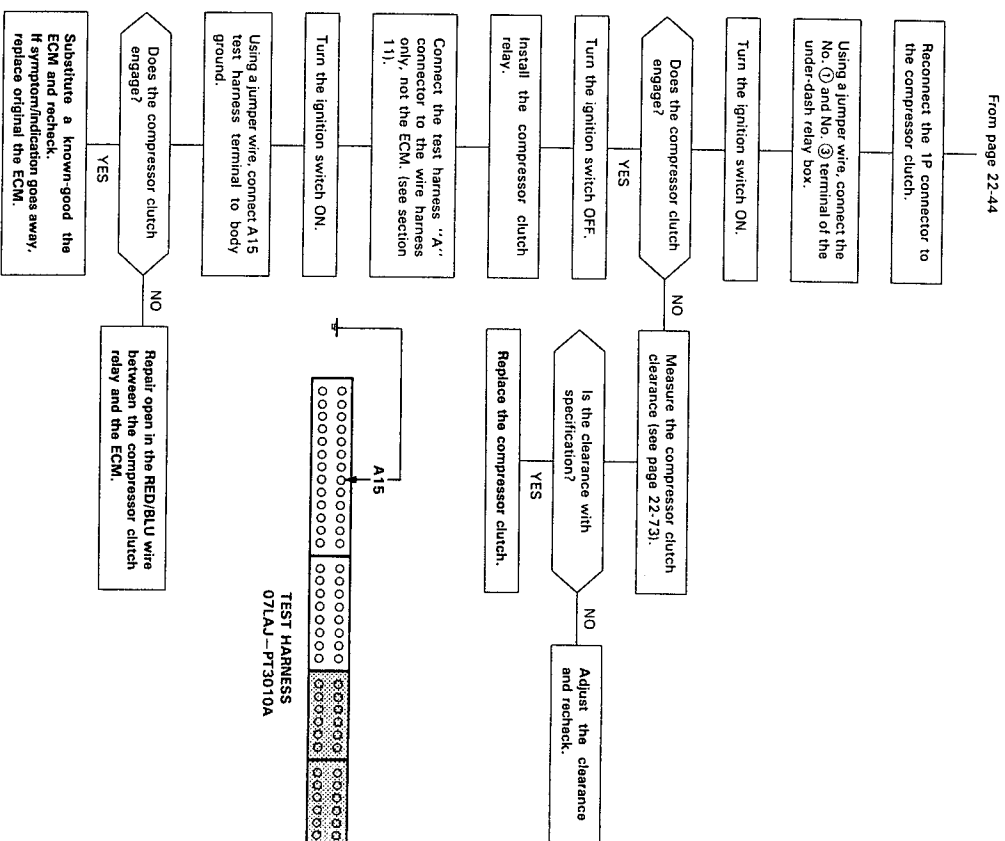 From page 22-44
Reconnect the 1P connector to
the compressor clutch.
Using a jumper wire, connect the
No. ① and No. ③ terminal of the
under-dash relay box.
Turn the ignition switch ON.
Does the compressor clutch
engage?
NO
YES
Measure the compressor clutch
clearance (see page 22-73).
Is the clearance with
specification?
NO
YES
Adjust the clearance
and recheck.
Replace the compressor clutch.
Turn the ignition switch OFF.
Install the compressor clutch
relay.
Connect the test harness "A"
connector to the wire harness
only, not the ECM. (see section
11).
Turn the ignition switch ON.
Using a jumper wire, connect A15
test harness terminal to body
ground.
A15
TEST HARNESS
07LAJ—PT3010A
Does the compressor clutch
engage?
NO
YES
Repair open in the RED/BLU wire
between the compressor clutch
relay and the ECM.
Substitute a known-good the
ECM and recheck.
If symptom/indication goes away,
replace original the ECM.